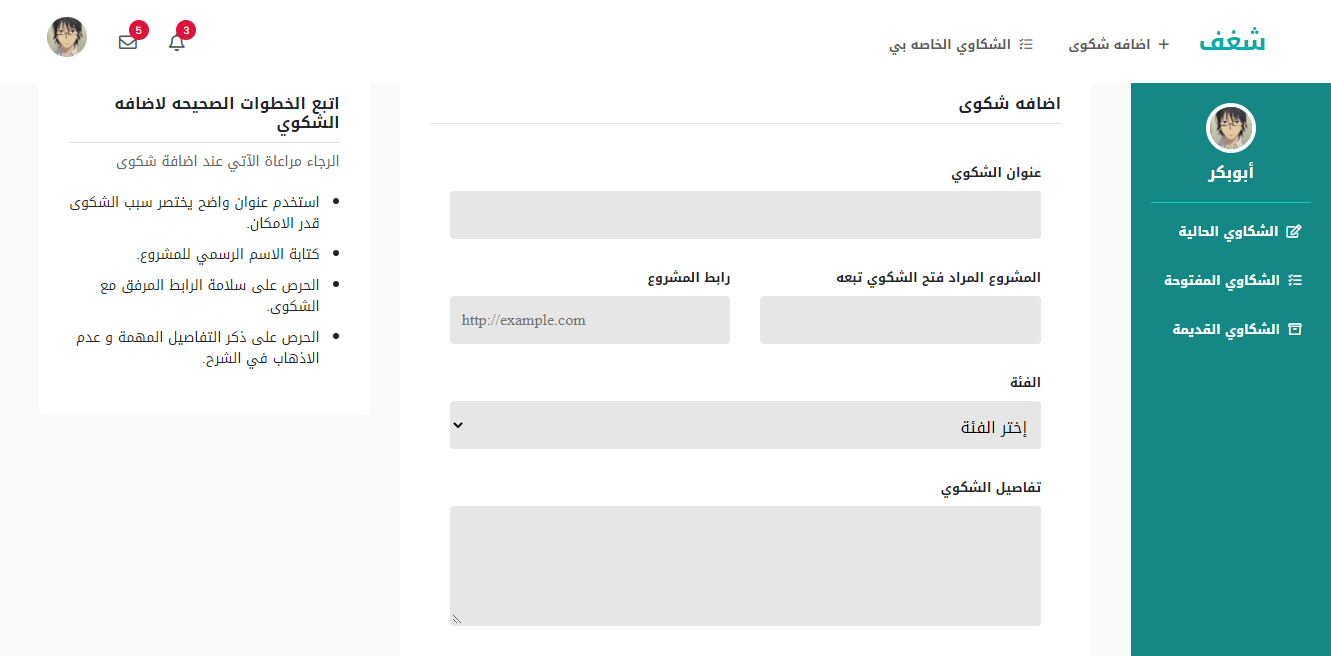 شغف
اضافه شكوى
الشكاوي الخاصه بي
3
5
أبوبكر
الشكاوي الحالية
الشكاوي المفتوحة
الشكاوي القديمة
اضافه شكوى
عنوان الشكوي
المشروع المراد فتح الشكوي تبعه
رابط المشروع
http://example.com
الفئة
إختر الفئة
تفاصيل الشكوي
اتبع الخطوات الصحيحه لاضافه
الشكوي
الرجاء مراعاة الآتي عند اضافة شكوى
استخدم عنوان واضح يختصر سبب الشكوى
قدر الامكان.
كتابة الاسم الرسمي للمشروع.
الحرص على سلامة الرابط المرفق مع
الشكوى.
الحرص على ذكر التفاصيل المهمة و عدم
الاذهاب في الشرح.